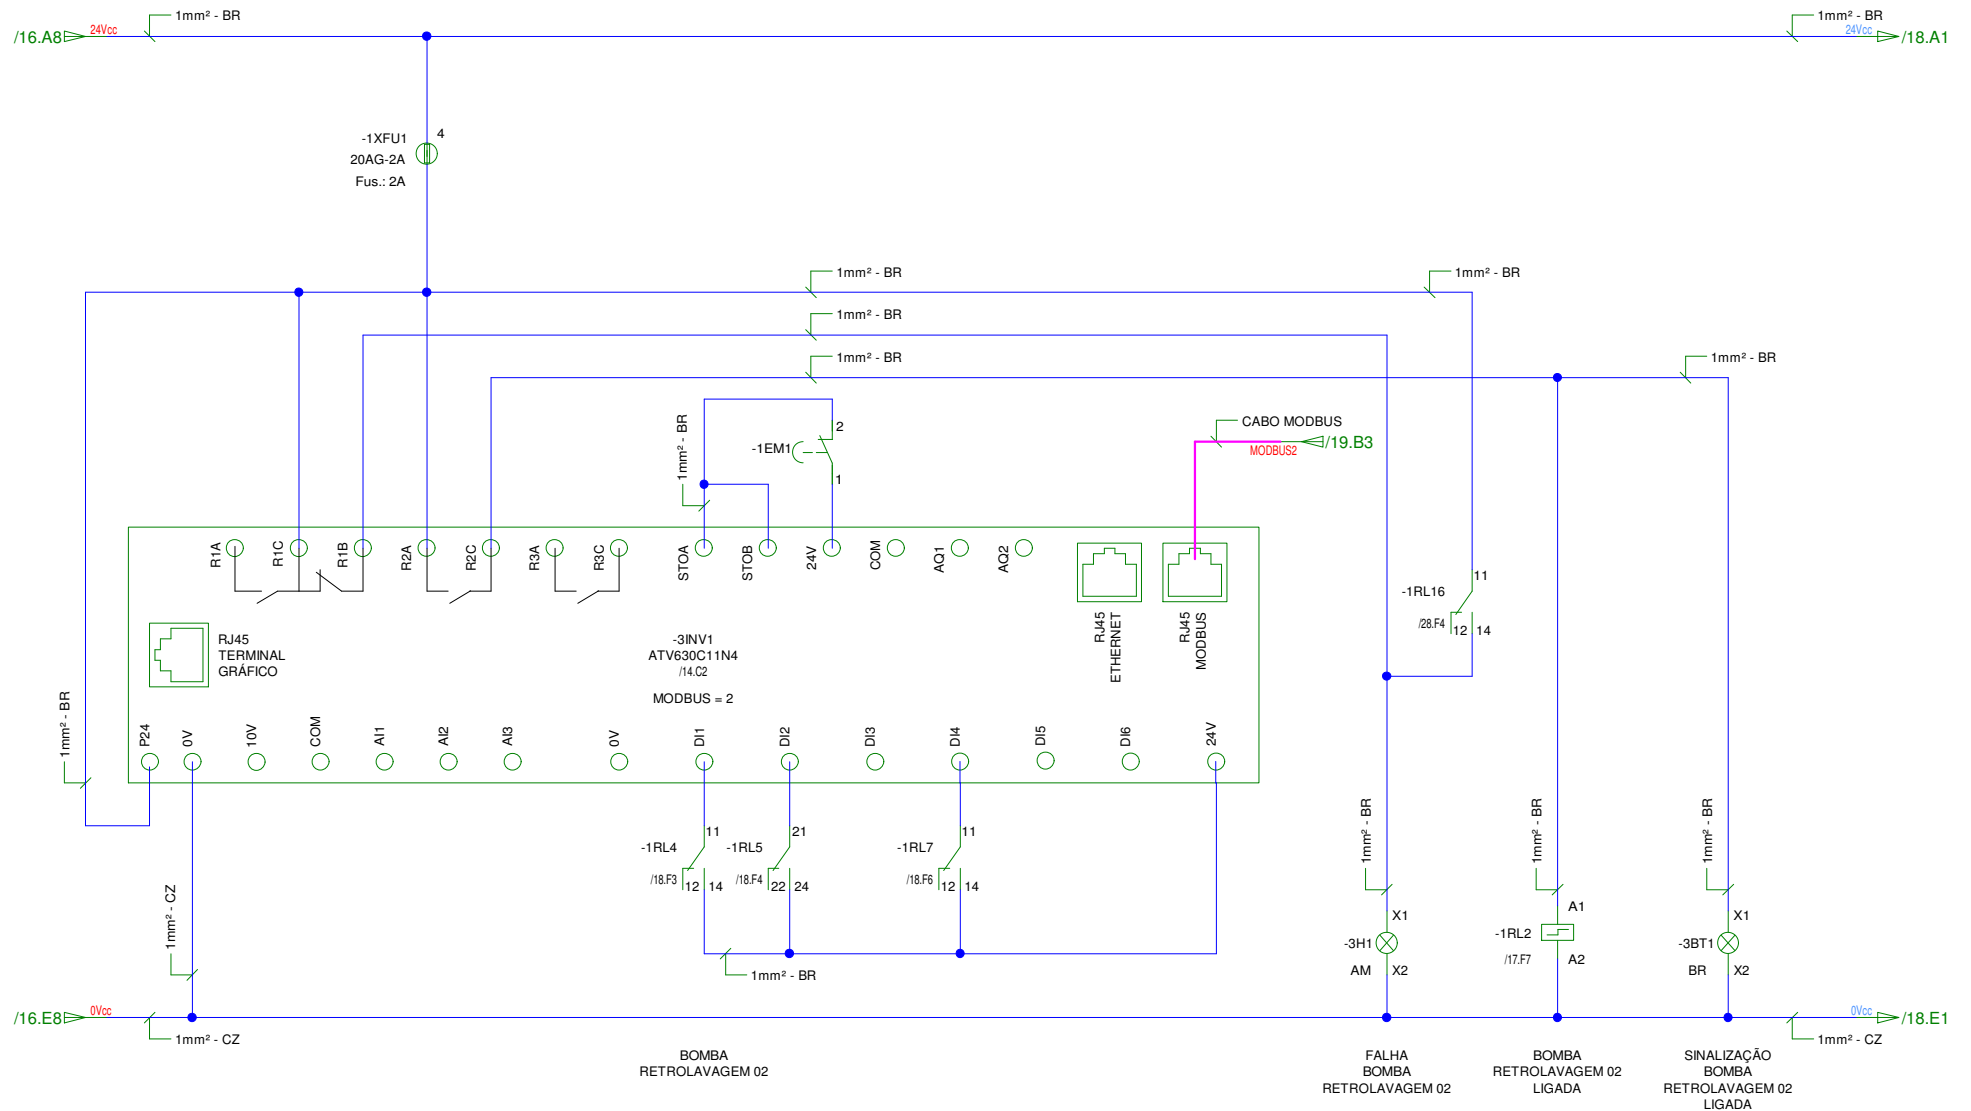 1mm² - BR
1mm² - BR
/16.A8
24Vcc
24Vcc
/18.A1
-1XFU1
4
20AG-2A
Fus.: 2A
1mm² - BR
1mm² - BR
1mm² - BR
1mm² - BR
1mm² - BR
1mm² - BR
-1EM1
2
1
CABO MODBUS
MODBUS2
/19.B3
R1A
R1C
R1B
R2A
R2C
R3A
R3C
STOA
STOB
24V
COM
AQ1
AQ2
RJ45
ETHERNET
RJ45
MODBUS
-1RL16
/28.F4
11
12
14
RJ45
TERMINAL
GRÁFICO
-3INV1
ATV630C11N4
/14.C2
MODBUS = 2
1mm² - BR
P24
0V
10V
COM
AI1
AI2
AI3
0V
DI1
DI2
DI3
DI4
DI5
DI6
24V
-1RL4
/18.F3
11
12
14
-1RL5
/18.F4
21
22
24
-1RL7
/18.F6
11
12
14
1mm² - CZ
1mm² - BR
1mm² - BR
1mm² - BR
1mm² - BR
-3H1
AM
X1
X2
-1RL2
/17.F7
A1
A2
-3BT1
BR
X1
X2
/16.E8
0Vcc
0Vcc
/18.E1
1mm² - CZ
1mm² - CZ
BOMBA
RETROLAVAGEM 02
FALHA
BOMBA
RETROLAVAGEM 02
BOMBA
RETROLAVAGEM 02
LIGADA
SINALIZAÇÃO
BOMBA
RETROLAVAGEM 02
LIGADA